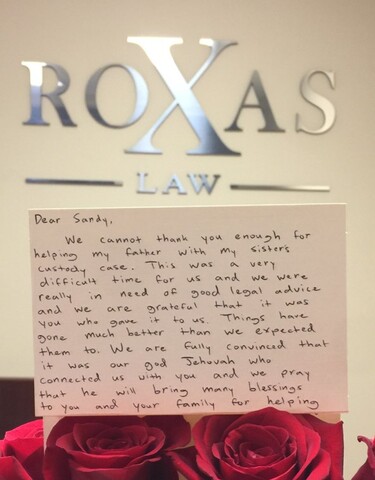 ROXAS
LAW
Dear Sandy,
We cannot thank you enough for
helping my father with my sister's
custody case. This was a very
difficult time for us and we were
really in need of good legal advice
and we are grateful that it was
you who gave it to us. Things have
gone much better than we expected
them to. We are fully convinced that
it was our god Jehovah who
connected us with you and we pray
that he will bring many blessings
to you and your family for helping